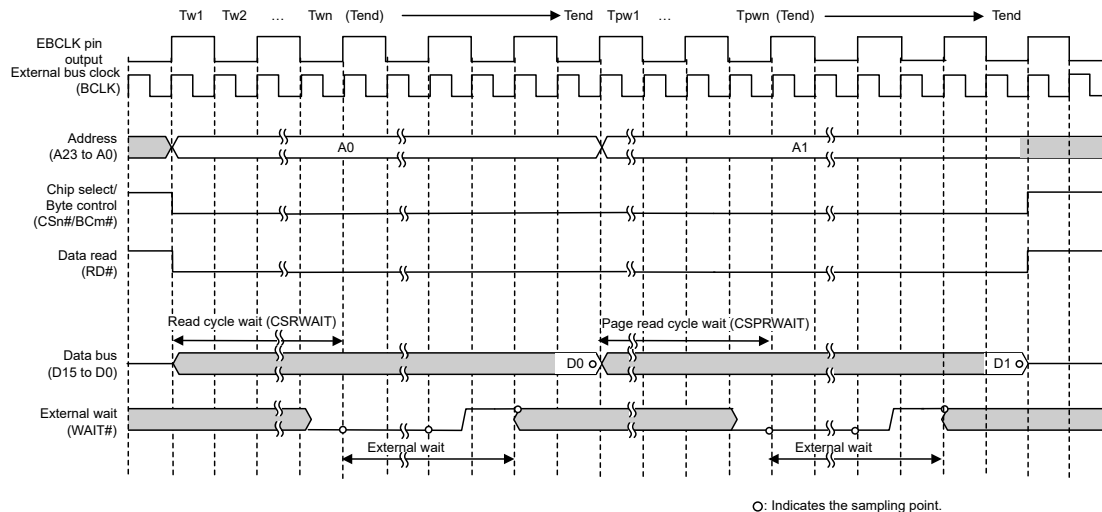 Tw1 Tw2 … Twn (Tend) Tend Tpw1 … Tpwn (Tend) Tend
EBCLK pin
output
External bus clock
(BCLK)
Address
(A23 to A0)
A0 A1
Chip select/
Byte control
(CSn#/BCm#)
Data read
(RD#)
Read cycle wait (CSRWAIT) Page read cycle wait (CSPRWAIT)
Data bus
(D15 to D0)
D0 D1
External wait
(WAIT#)
External wait External wait
: Indicates the sampling point.